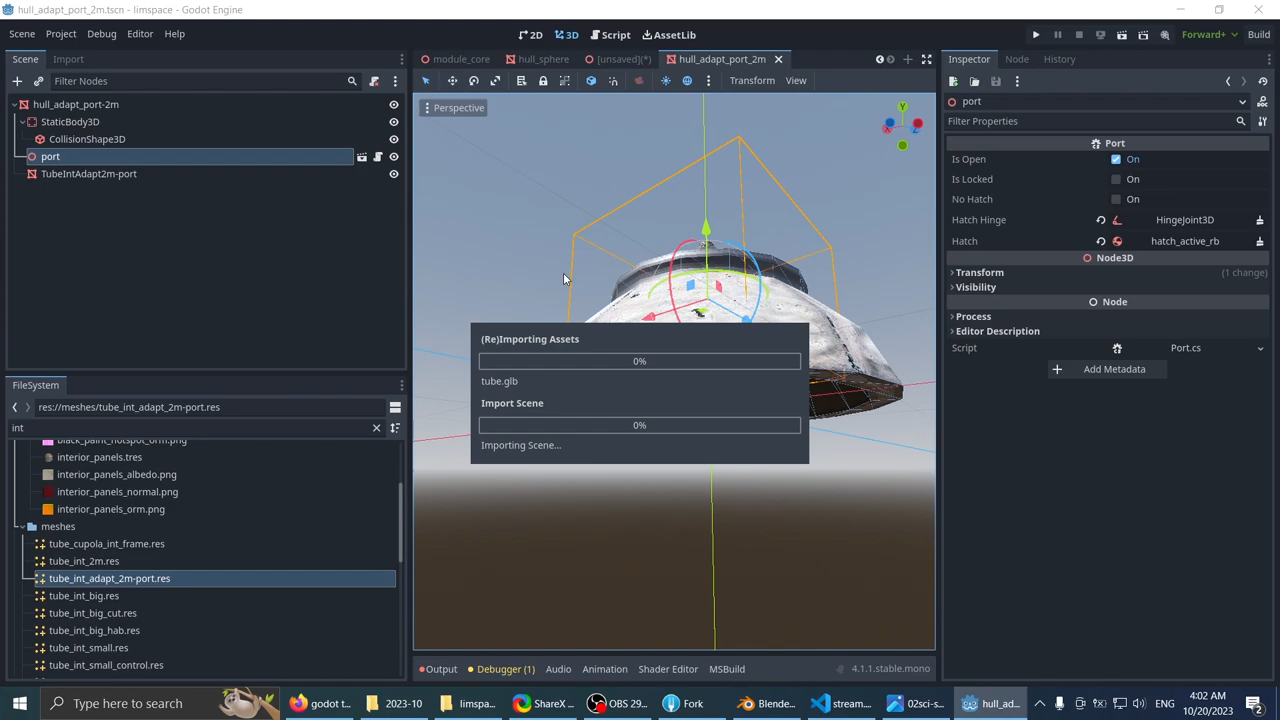 hull_adapt_port_2m.tscn - limspace - Godot Engine
Scene Project Debug Editor Help
2D 3D Script AssetLib
Forward+ Build
Scene Import
module_core hull_sphere [unsaved](*) hull_adapt_port_2m
Inspector Node History
Filter Nodes
Transform View
port
Filter Properties
hull_adapt_port-2m
StaticBody3D
CollisionShape3D
port
TubeIntAdapt2m-port
Perspective
Y
Port
Is Open On
Is Locked On
No Hatch On
Hatch Hinge HingeJoint3D
Hatch hatch_active_rb
Node3D
Transform (1 change)
Visibility
Node
Process
Editor Description
Script Port.cs
Add Metadata
(Re)Importing Assets
0%
tube.glb
Import Scene
0%
Importing Scene...
FileSystem
res://meshes/tube_int_adapt_2m-port.res
int
black_paint_hotspot_orm.png
interior_panels.tres
interior_panels_albedo.png
interior_panels_normal.png
interior_panels_orm.png
meshes
tube_cupola_int_frame.res
tube_int_2m.res
tube_int_adapt_2m-port.res
tube_int_big.res
tube_int_big_cut.res
tube_int_big_hab.res
tube_int_small.res
tube_int_small_control.res
Output Debugger (1) Audio Animation Shader Editor MSBuild 4.1.1.stable.mono
Type here to search
godot t... 2023-10 limspa... ShareX ... OBS 29... Fork Blende... stream... 02sci-s... hull_ad...
4:02 AM
10/20/2023
2